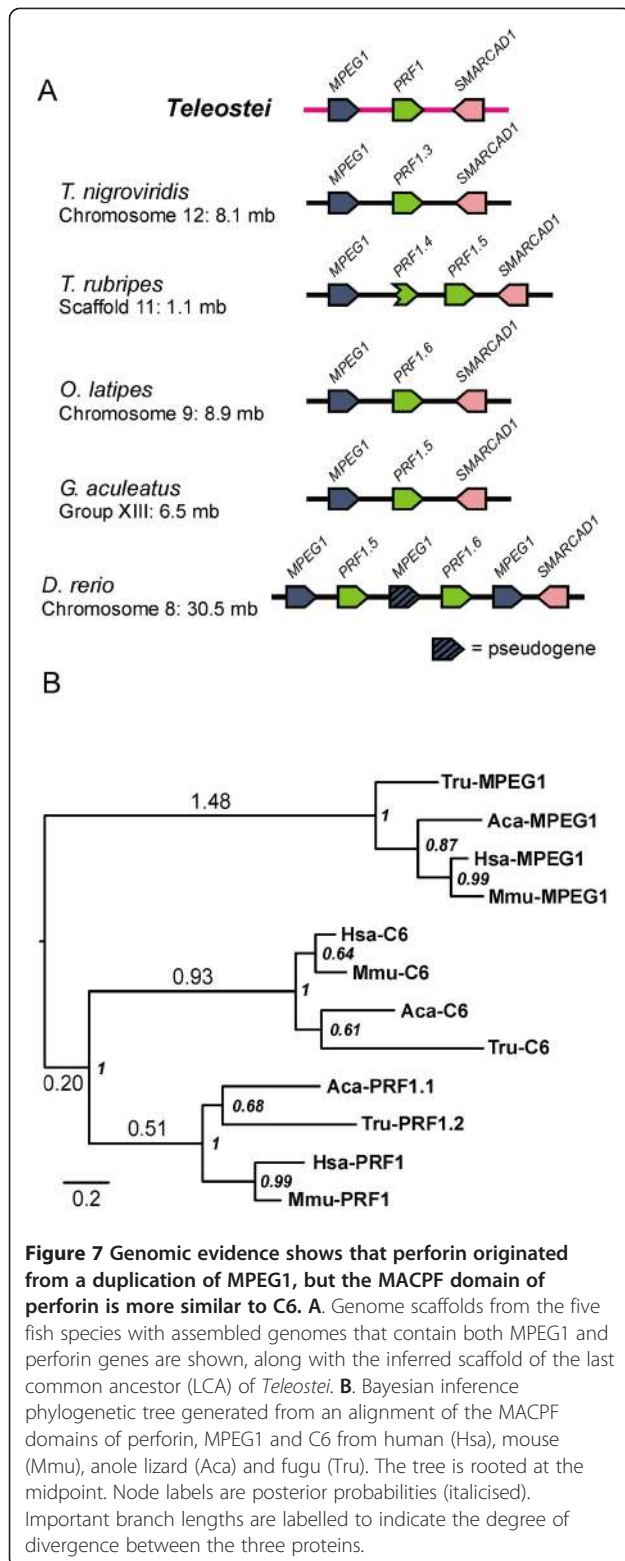 A
MPEG1 PRF1 SMARCAD1
Teleostei
MPEG1 PRF1.3 SMARCAD1
T. nigroviridis
Chromosome 12: 8.1 mb
MPEG1 PRF1.4 PRF1.5 SMARCAD1
T. rubripes
Scaffold 11: 1.1 mb
MPEG1 PRF1.6 SMARCAD1
O. latipes
Chromosome 9: 8.9 mb
MPEG1 PRF1.5 SMARCAD1
G. aculeatus
Group XIII: 6.5 mb
MPEG1 PRF1.5 MPEG1 PRF1.6 MPEG1 SMARCAD1
D. rerio
Chromosome 8: 30.5 mb
= pseudogene
B
Tru-MPEG1
1.48
1
Aca-MPEG1
0.87
Hsa-MPEG1
0.99
Mmu-MPEG1
Hsa-C6
0.64
Mmu-C6
0.93
1
Aca-C6
0.61
Tru-C6
0.20
1
Aca-PRF1.1
0.68
Tru-PRF1.2
0.51
1
Hsa-PRF1
0.99
Mmu-PRF1
0.2
Figure 7 Genomic evidence shows that perforin originated
from a duplication of MPEG1, but the MACPF domain of
perforin is more similar to C6. A. Genome scaffolds from the five
fish species with assembled genomes that contain both MPEG1 and
perforin genes are shown, along with the inferred scaffold of the last
common ancestor (LCA) of Teleostei. B. Bayesian inference
phylogenetic tree generated from an alignment of the MACPF
domains of perforin, MPEG1 and C6 from human (Hsa), mouse
(Mmu), anole lizard (Aca) and fugu (Tru). The tree is rooted at the
midpoint. Node labels are posterior probabilities (italicised).
Important branch lengths are labelled to indicate the degree of
divergence between the three proteins.